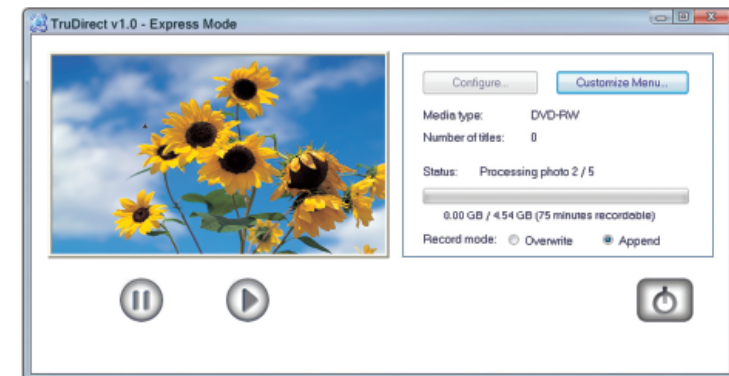 TruDirect v1.0 - Express Mode
Configure...
Customize Menu...
Media type: DVD-RW
Number of titles: 0
Status: Processing photo 2 / 5
0.00 GB / 4.54 GB (75 minutes recordable)
Record mode: Overwrite Append